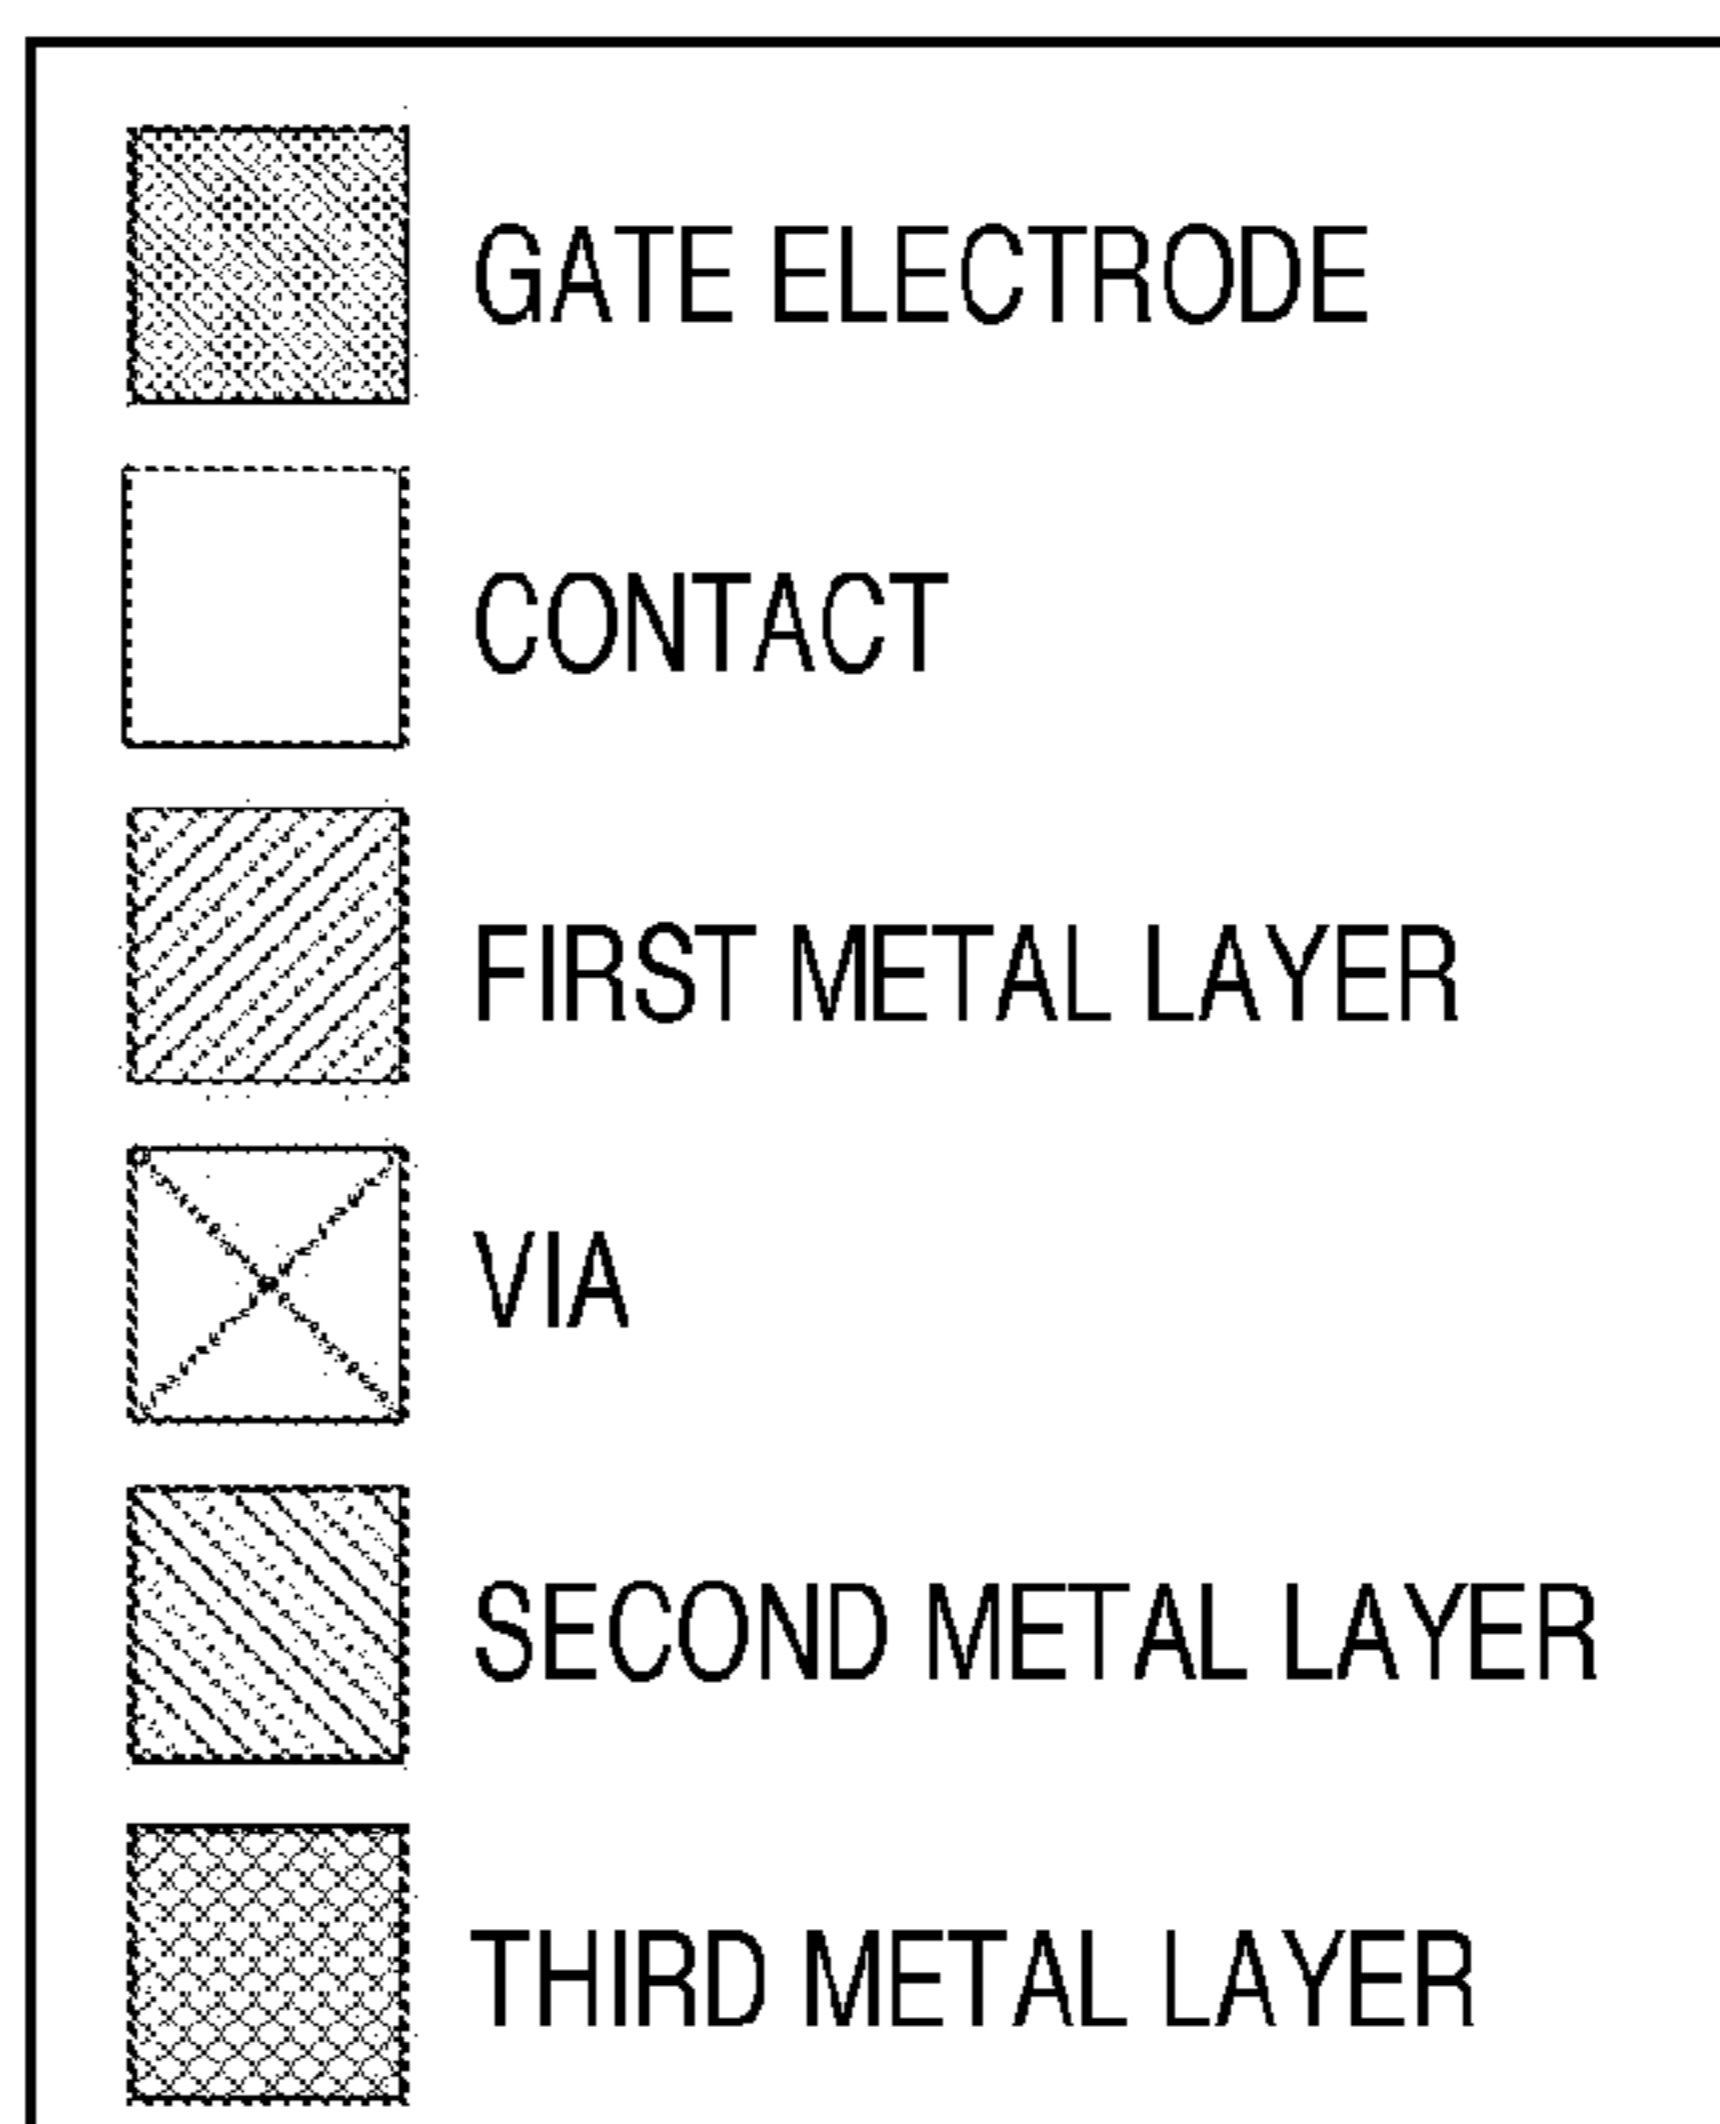 GATE ELECTRODE
CONTACT
FIRST METAL LAYER
VIA
SECOND METAL LAYER
THIRD METAL LAYER